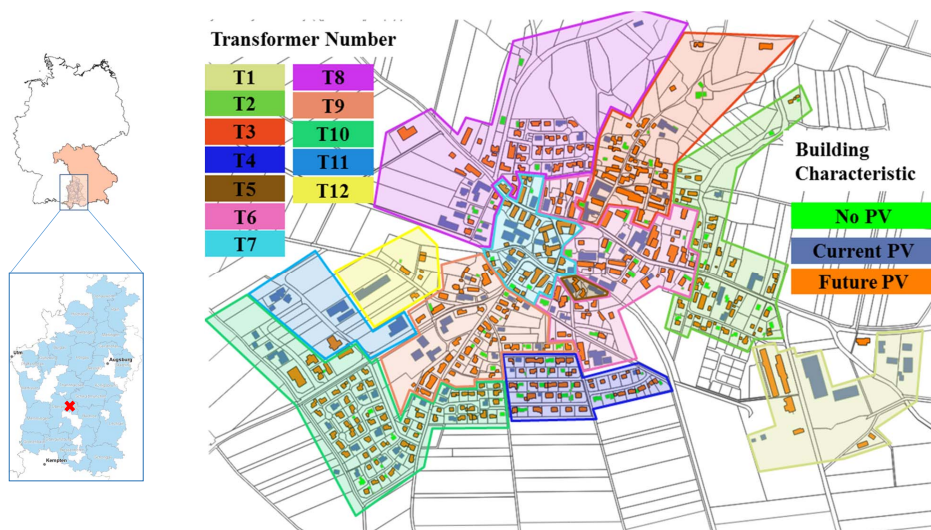 Transformer Number
T1
T8
T2
T9
T3
T10
T4
T11
T5
T12
T6
T7
Building
Characteristic
No PV
Current PV
Future PV
Ulm
Augsburg
Kempten